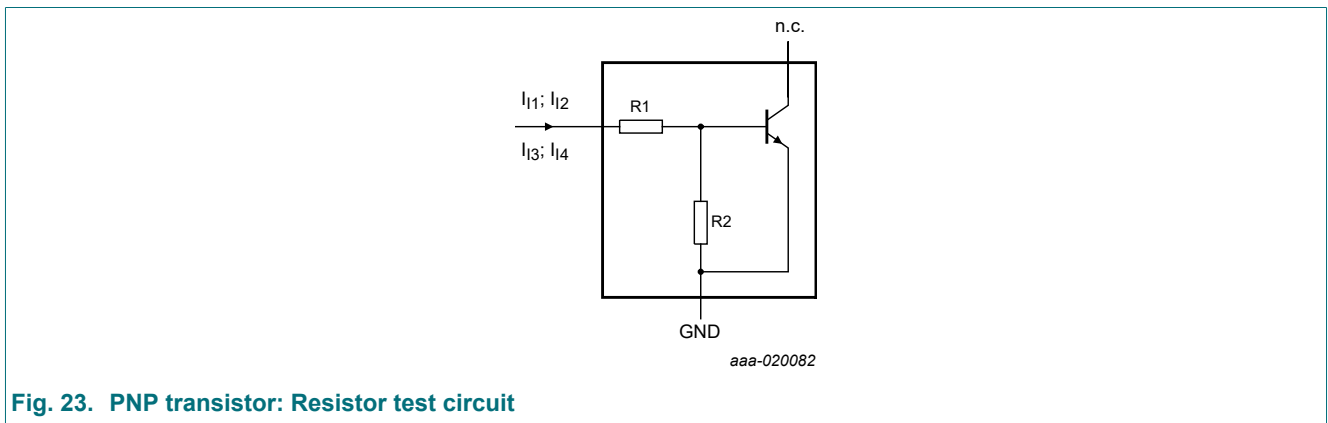 n.c.
I_I1; I_I2
R1
I_I3; I_I4
R2
GND
aaa-020082
Fig. 23. PNP transistor: Resistor test circuit